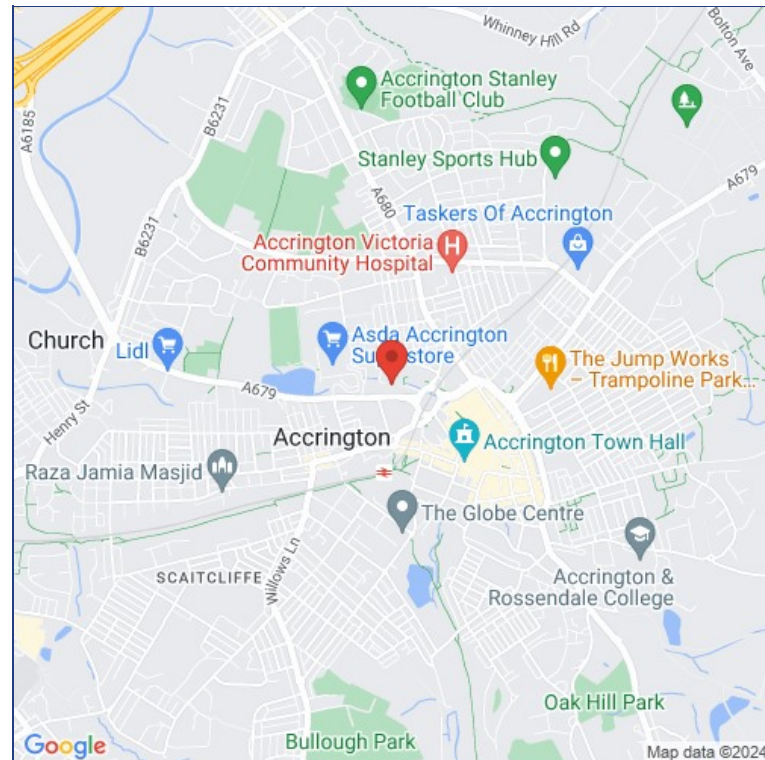 Whinney Hill Rd
Bolton Ave
Accrington Stanley
Football Club
A6185
B6231
Stanley Sports Hub
A680
A679
Taskers Of Accrington
Accrington Victoria
Community Hospital
B6231
Church
Lidl
Asda Accrington
Su    store
The Jump Works
– Trampoline Park...
A679
Henry St
Accrington
Accrington Town Hall
Raza Jamia Masjid
The Globe Centre
SCAITCLIFFE
Willows Ln
Accrington &
Rossendale College
Oak Hill Park
Bullough Park
Google
Map data ©2024